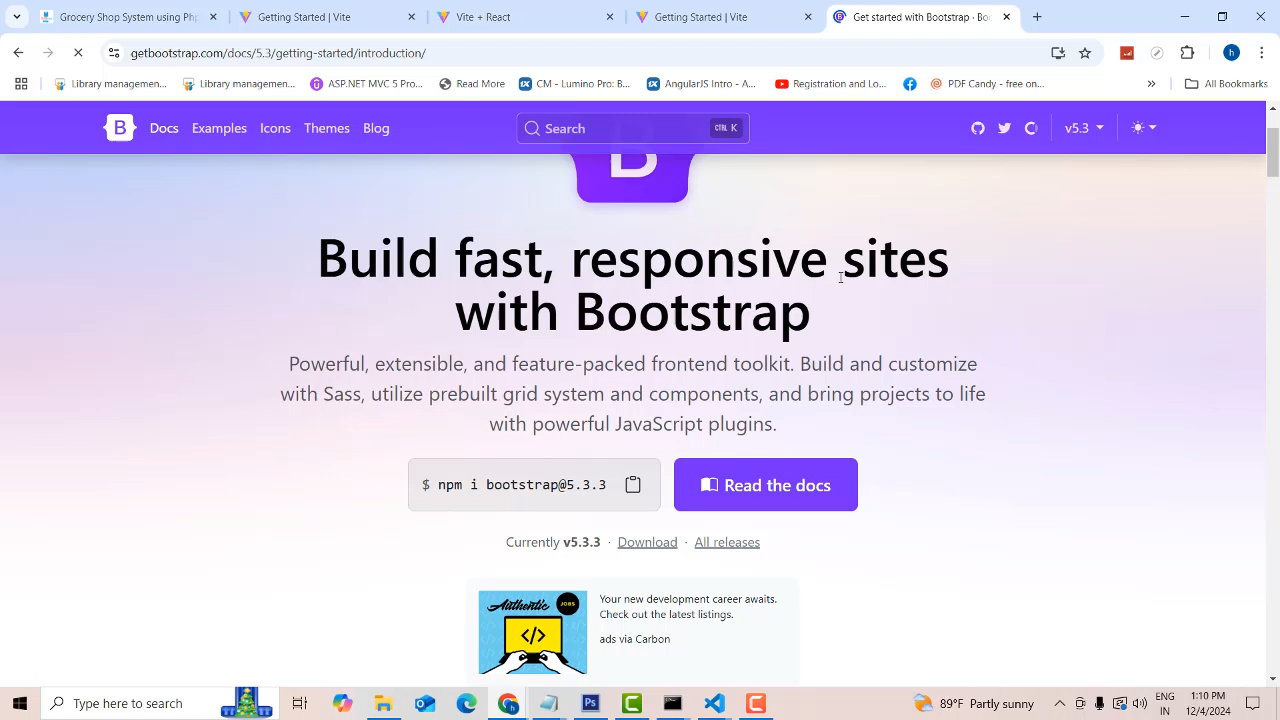 Grocery Shop Form using Ph
Getting Started | Vite
Vite + React
Getting Started | Vite
Get started with Bootstrap · Boo
getbootstrap.com/docs/5.3/getting-started/introduction/
h
Library managemen...
Library managemen...
ASP.NET MVC 5 Pro...
Read More
CM - Lumino Pro: B...
AngularJS Intro - A...
Registration and Lo...
PDF Candy - free on...
»
All Bookmarks
B
Docs
Examples
Icons
Themes
Blog
Search
CTRL K
v5.3
B
Build fast, responsive sites
with Bootstrap
Powerful, extensible, and feature-packed frontend toolkit. Build and customize
with Sass, utilize prebuilt grid system and components, and bring projects to life
with powerful JavaScript plugins.
$ npm i bootstrap@5.3.3
Read the docs
Currently v5.3.3 · Download · All releases
Authentic JOBS
</>
Your new development career awaits.
Check out the latest listings.
ads via Carbon
Type here to search
89°F Partly sunny
ENG
IN
1:10 PM
12/4/2024